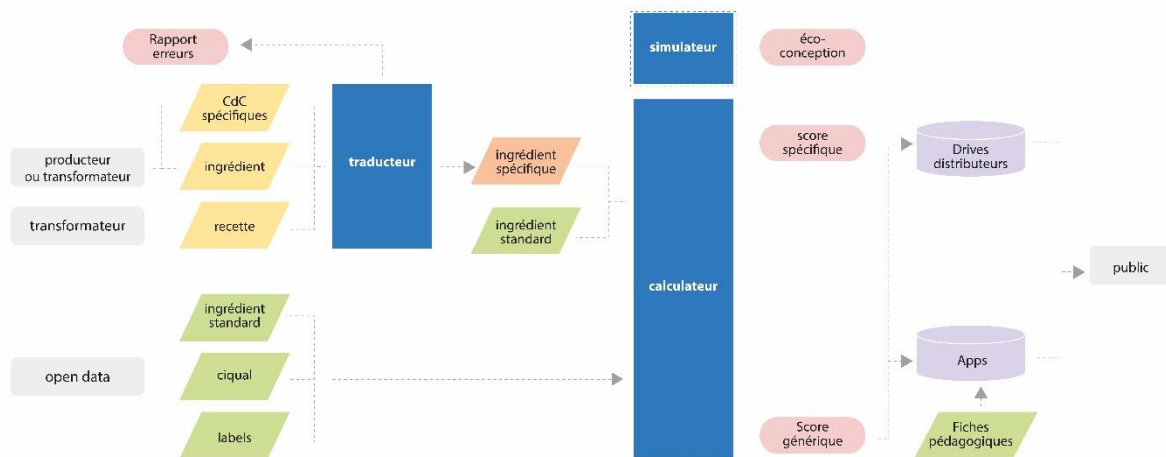 Rapport
erreurs
simulateur
éco-
conception
CdC
spécifiques
producteur
ou transformateur
ingrédient
traducteur
ingrédient
spécifique
score
spécifique
Drives
distributeurs
transformateur
recette
ingrédient
standard
public
calculateur
ingrédient
standard
open data
ciqual
Apps
labels
Score
générique
Fiches
pédagogiques